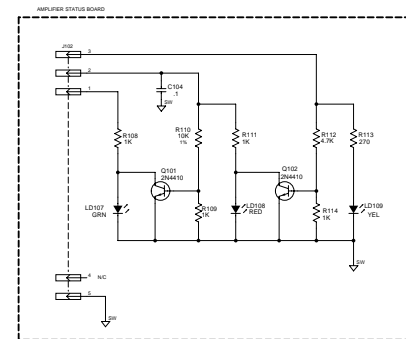 AMPLIFIER STATUS BOARD
J102
3
2
1
C104
.1
SW
R108
1K
R110
10K
1%
R111
1K
R112
4.7K
R113
270
Q101
2N4410
Q102
2N4410
LD107
GRN
R109
1K
LD108
RED
R114
1K
LD109
YEL
SW
4
N/C
5
SW